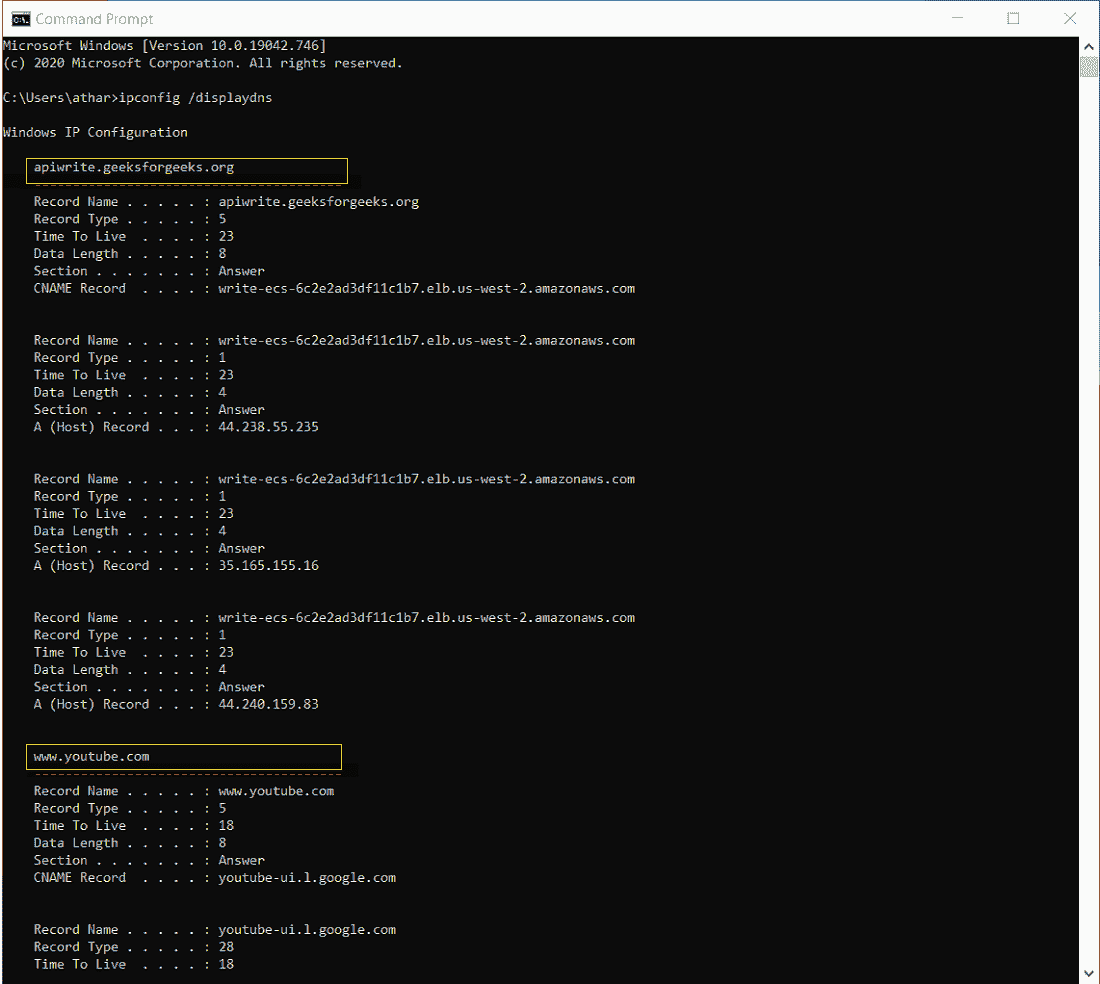 Command Prompt
Microsoft Windows [Version 10.0.19042.746]
(c) 2020 Microsoft Corporation. All rights reserved.
C:\Users\athar>ipconfig /displaydns
Windows IP Configuration
apiwrite.geeksforgeeks.org
----------------------------------------
Record Name . . . . . : apiwrite.geeksforgeeks.org
Record Type . . . . . : 5
Time To Live  . . . . : 23
Data Length . . . . . : 8
Section . . . . . . . : Answer
CNAME Record  . . . . : write-ecs-6c2e2ad3df11c1b7.elb.us-west-2.amazonaws.com
Record Name . . . . . : write-ecs-6c2e2ad3df11c1b7.elb.us-west-2.amazonaws.com
Record Type . . . . . : 1
Time To Live  . . . . : 23
Data Length . . . . . : 4
Section . . . . . . . : Answer
A (Host) Record . . . : 44.238.55.235
Record Name . . . . . : write-ecs-6c2e2ad3df11c1b7.elb.us-west-2.amazonaws.com
Record Type . . . . . : 1
Time To Live  . . . . : 23
Data Length . . . . . : 4
Section . . . . . . . : Answer
A (Host) Record . . . : 35.165.155.16
Record Name . . . . . : write-ecs-6c2e2ad3df11c1b7.elb.us-west-2.amazonaws.com
Record Type . . . . . : 1
Time To Live  . . . . : 23
Data Length . . . . . : 4
Section . . . . . . . : Answer
A (Host) Record . . . : 44.240.159.83
www.youtube.com
----------------------------------------
Record Name . . . . . : www.youtube.com
Record Type . . . . . : 5
Time To Live  . . . . : 18
Data Length . . . . . : 8
Section . . . . . . . : Answer
CNAME Record  . . . . : youtube-ui.l.google.com
Record Name . . . . . : youtube-ui.l.google.com
Record Type . . . . . : 28
Time To Live  . . . . : 18